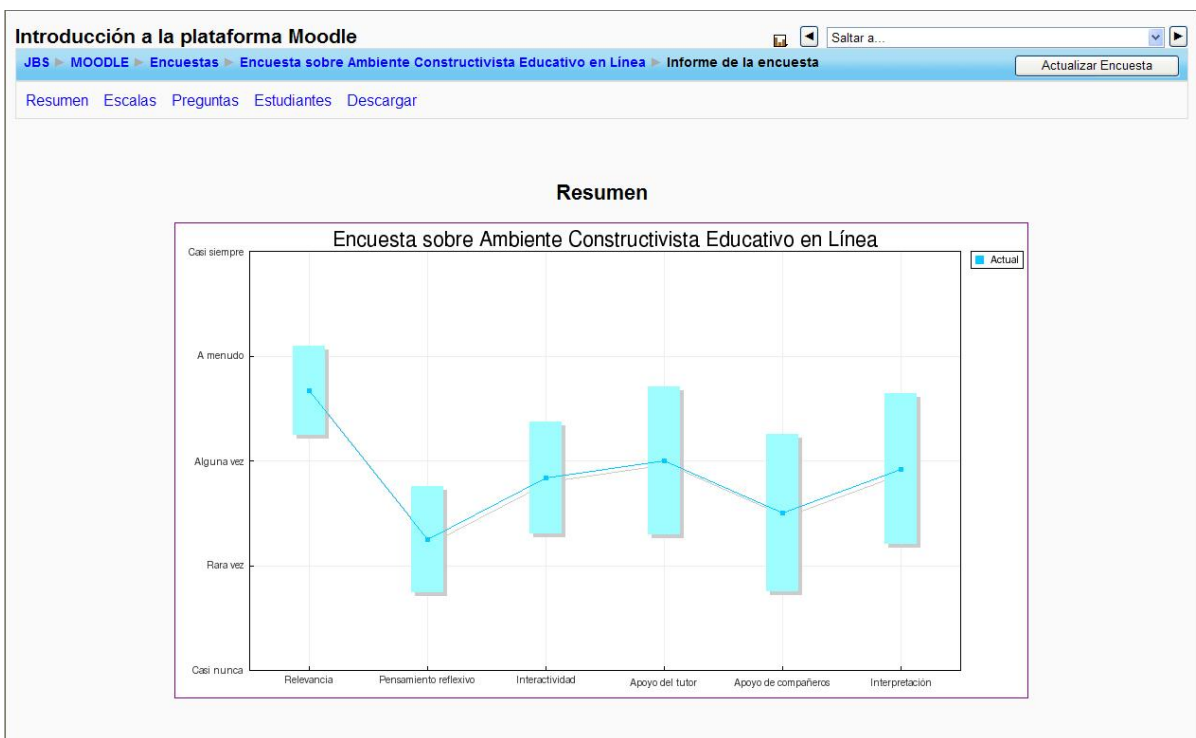 Introducción a la plataforma Moodle
Saltar a...
JBS ► MOODLE ► Encuestas ► Encuesta sobre Ambiente Constructivista Educativo en Línea ► Informe de la encuesta
Actualizar Encuesta
Resumen Escalas Preguntas Estudiantes Descargar
Resumen
Encuesta sobre Ambiente Constructivista Educativo en Línea
Casi siempre
Actual
A menudo
Alguna vez
Rara vez
Casi nunca
Relevancia Pensamiento reflexivo Interactividad Apoyo del tutor Apoyo de compañeros Interpretación